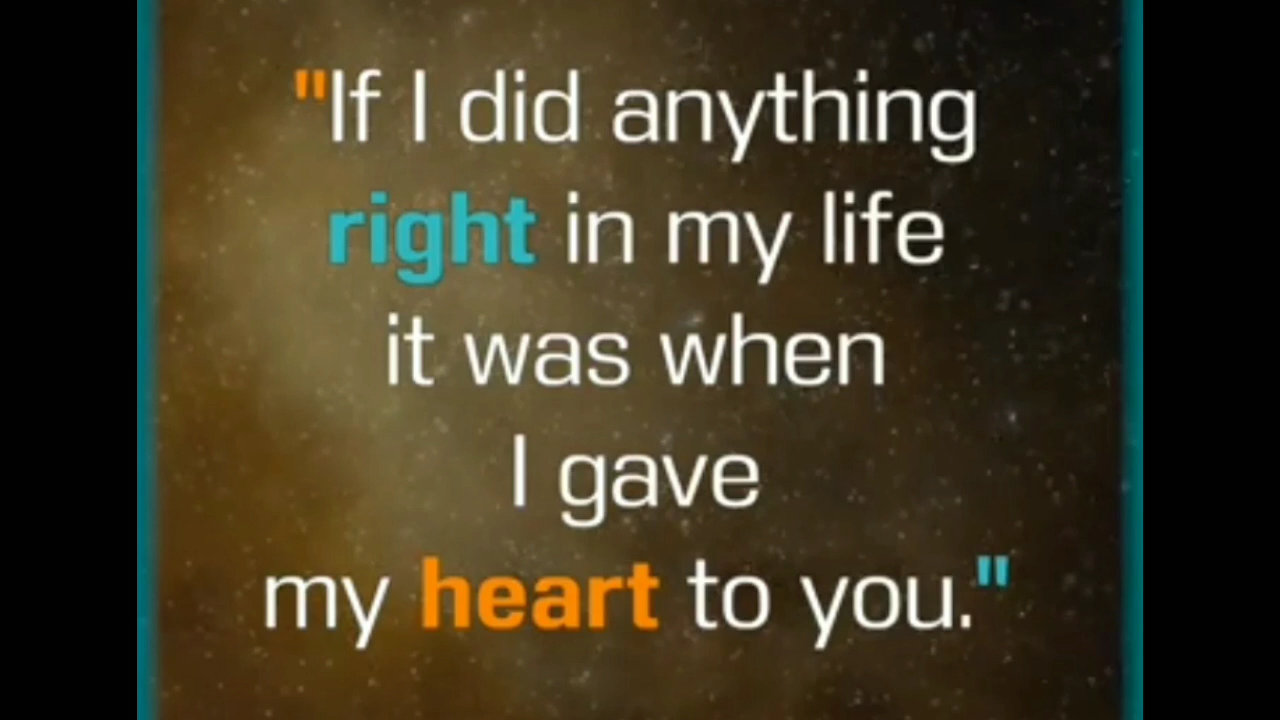 "If I did anything
right in my life
it was when
I gave
my heart to you."